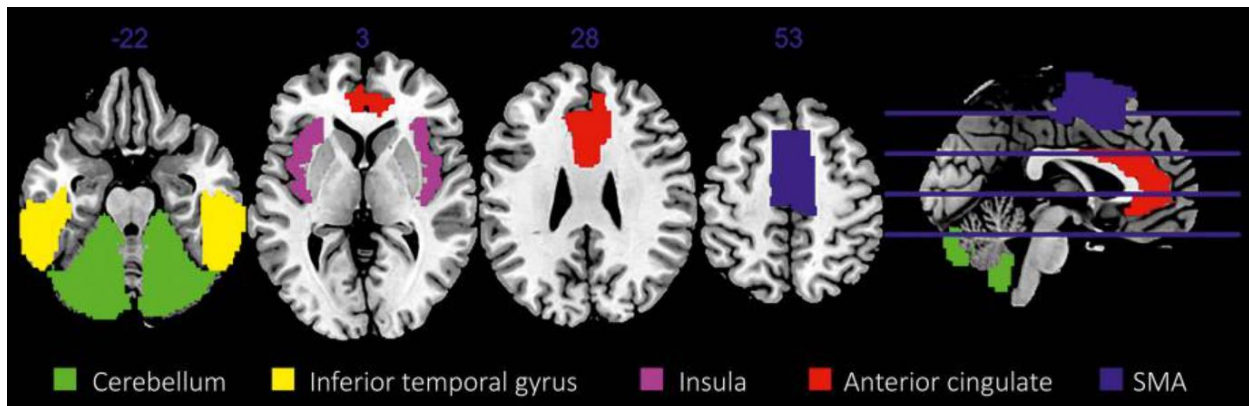 -22 3 28 53
Cerebellum Inferior temporal gyrus Insula Anterior cingulate SMA